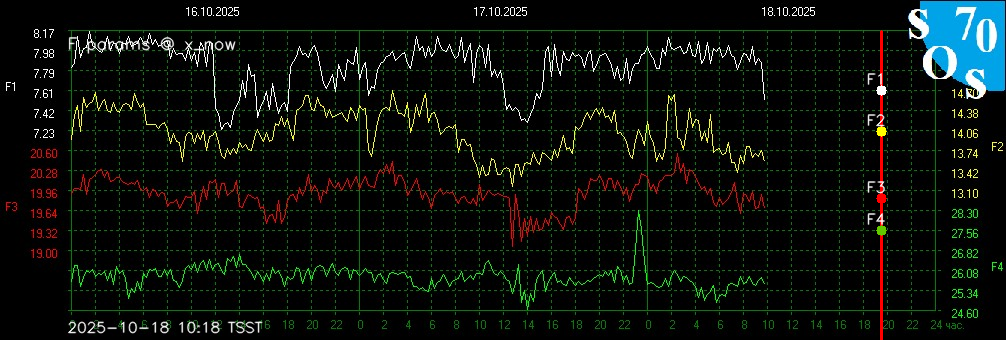 16.10.2025 17.10.2025 18.10.2025
S 70
O
S
F params @ x_now
8.17
7.98
7.79
F1
7.61
7.42
7.23
20.60
20.28
19.96
F3
19.64
19.32
19.00
F1
F2
F3
F4
14.70
14.38
14.06
F2
13.74
13.42
13.10
28.30
27.56
26.82
F4
26.08
25.34
24.60
2025-10-18 10:18 TSST
18 20 22 0 2 4 6 8 10 12 14 16 18 20 22 0 2 4 6 8 10 12 14 16 18 20 22 24 час.